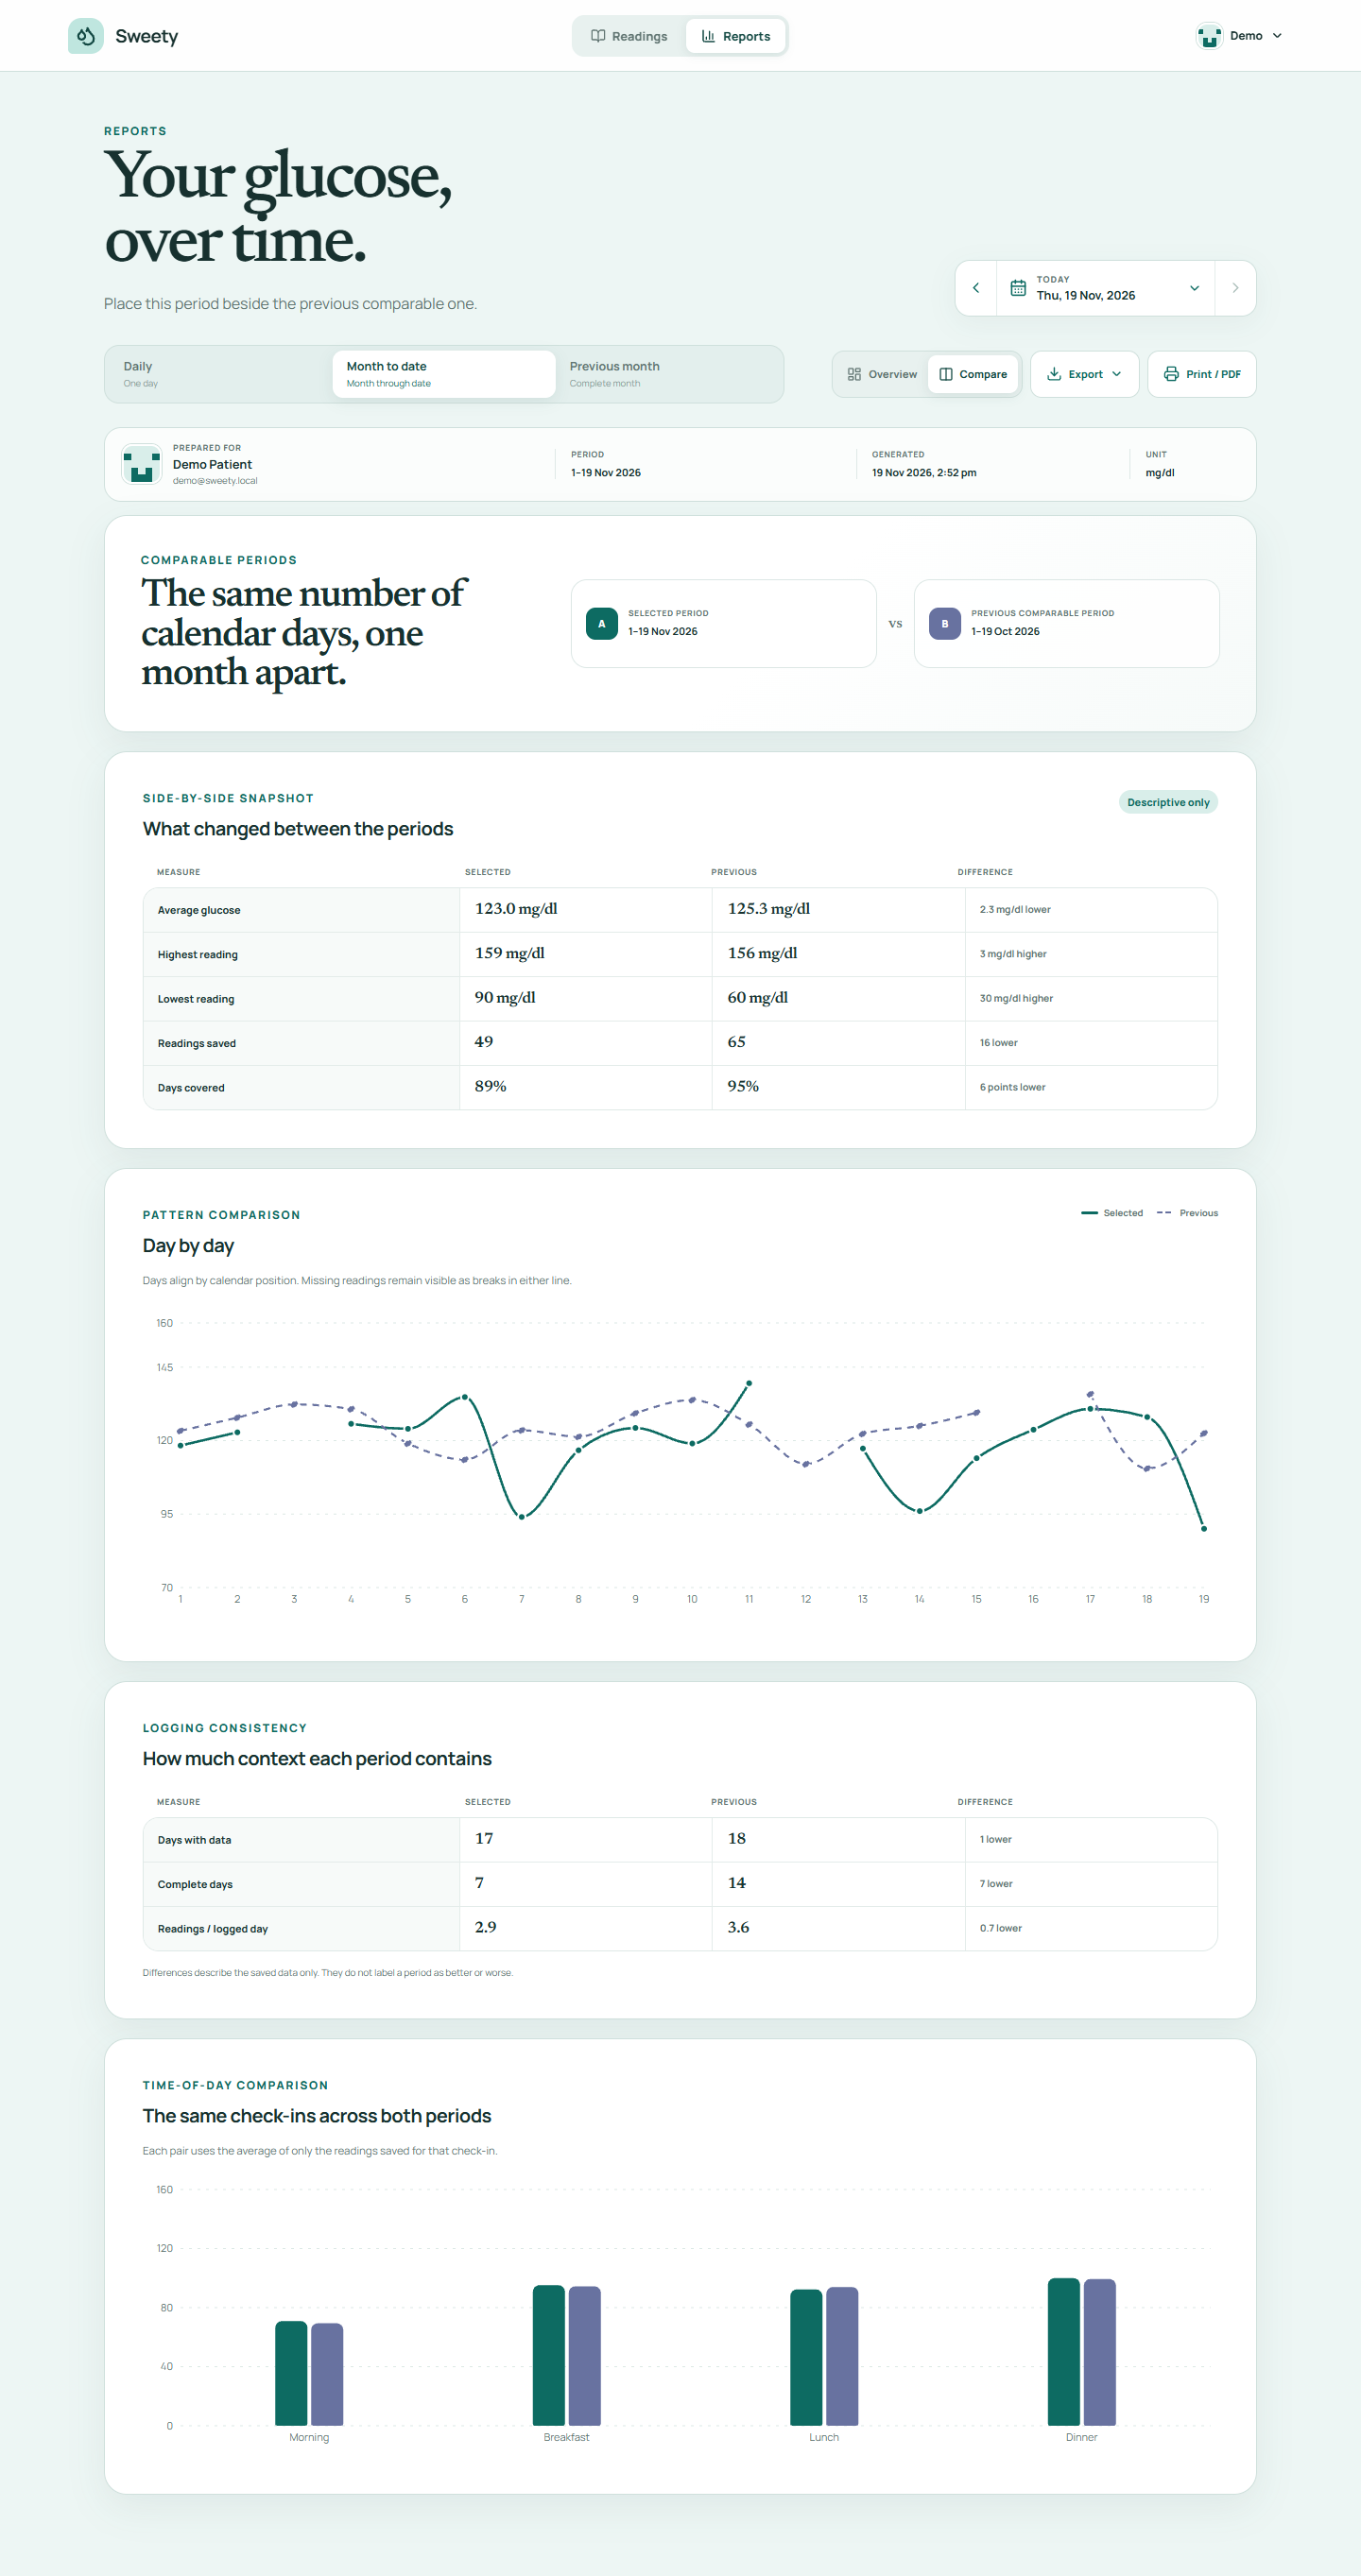 Sweety
Readings
Reports
Demo
REPORTS
Your glucose,
over time.
Place this period beside the previous comparable one.
TODAY
Thu, 19 Nov, 2026
Daily
One day
Month to date
Month through date
Previous month
Complete month
Overview
Compare
Export
Print / PDF
PREPARED FOR
Demo Patient
demo@sweety.local
PERIOD
1–19 Nov 2026
GENERATED
19 Nov 2026, 2:52 pm
UNIT
mg/dl
COMPARABLE PERIODS
The same number of
calendar days, one
month apart.
A
SELECTED PERIOD
1–19 Nov 2026
VS
B
PREVIOUS COMPARABLE PERIOD
1–19 Oct 2026
SIDE-BY-SIDE SNAPSHOT
What changed between the periods
Descriptive only
MEASURE SELECTED PREVIOUS DIFFERENCE
Average glucose 123.0 mg/dl 125.3 mg/dl 2.3 mg/dl lower
Highest reading 159 mg/dl 156 mg/dl 3 mg/dl higher
Lowest reading 90 mg/dl 60 mg/dl 30 mg/dl higher
Readings saved 49 65 16 lower
Days covered 89% 95% 6 points lower
PATTERN COMPARISON
Day by day
Selected Previous
Days align by calendar position. Missing readings remain visible as breaks in either line.
160
145
120
95
70
1 2 3 4 5 6 7 8 9 10 11 12 13 14 15 16 17 18 19
LOGGING CONSISTENCY
How much context each period contains
MEASURE SELECTED PREVIOUS DIFFERENCE
Days with data 17 18 1 lower
Complete days 7 14 7 lower
Readings / logged day 2.9 3.6 0.7 lower
Differences describe the saved data only. They do not label a period as better or worse.
TIME-OF-DAY COMPARISON
The same check-ins across both periods
Each pair uses the average of only the readings saved for that check-in.
160
120
80
40
0
Morning Breakfast Lunch Dinner